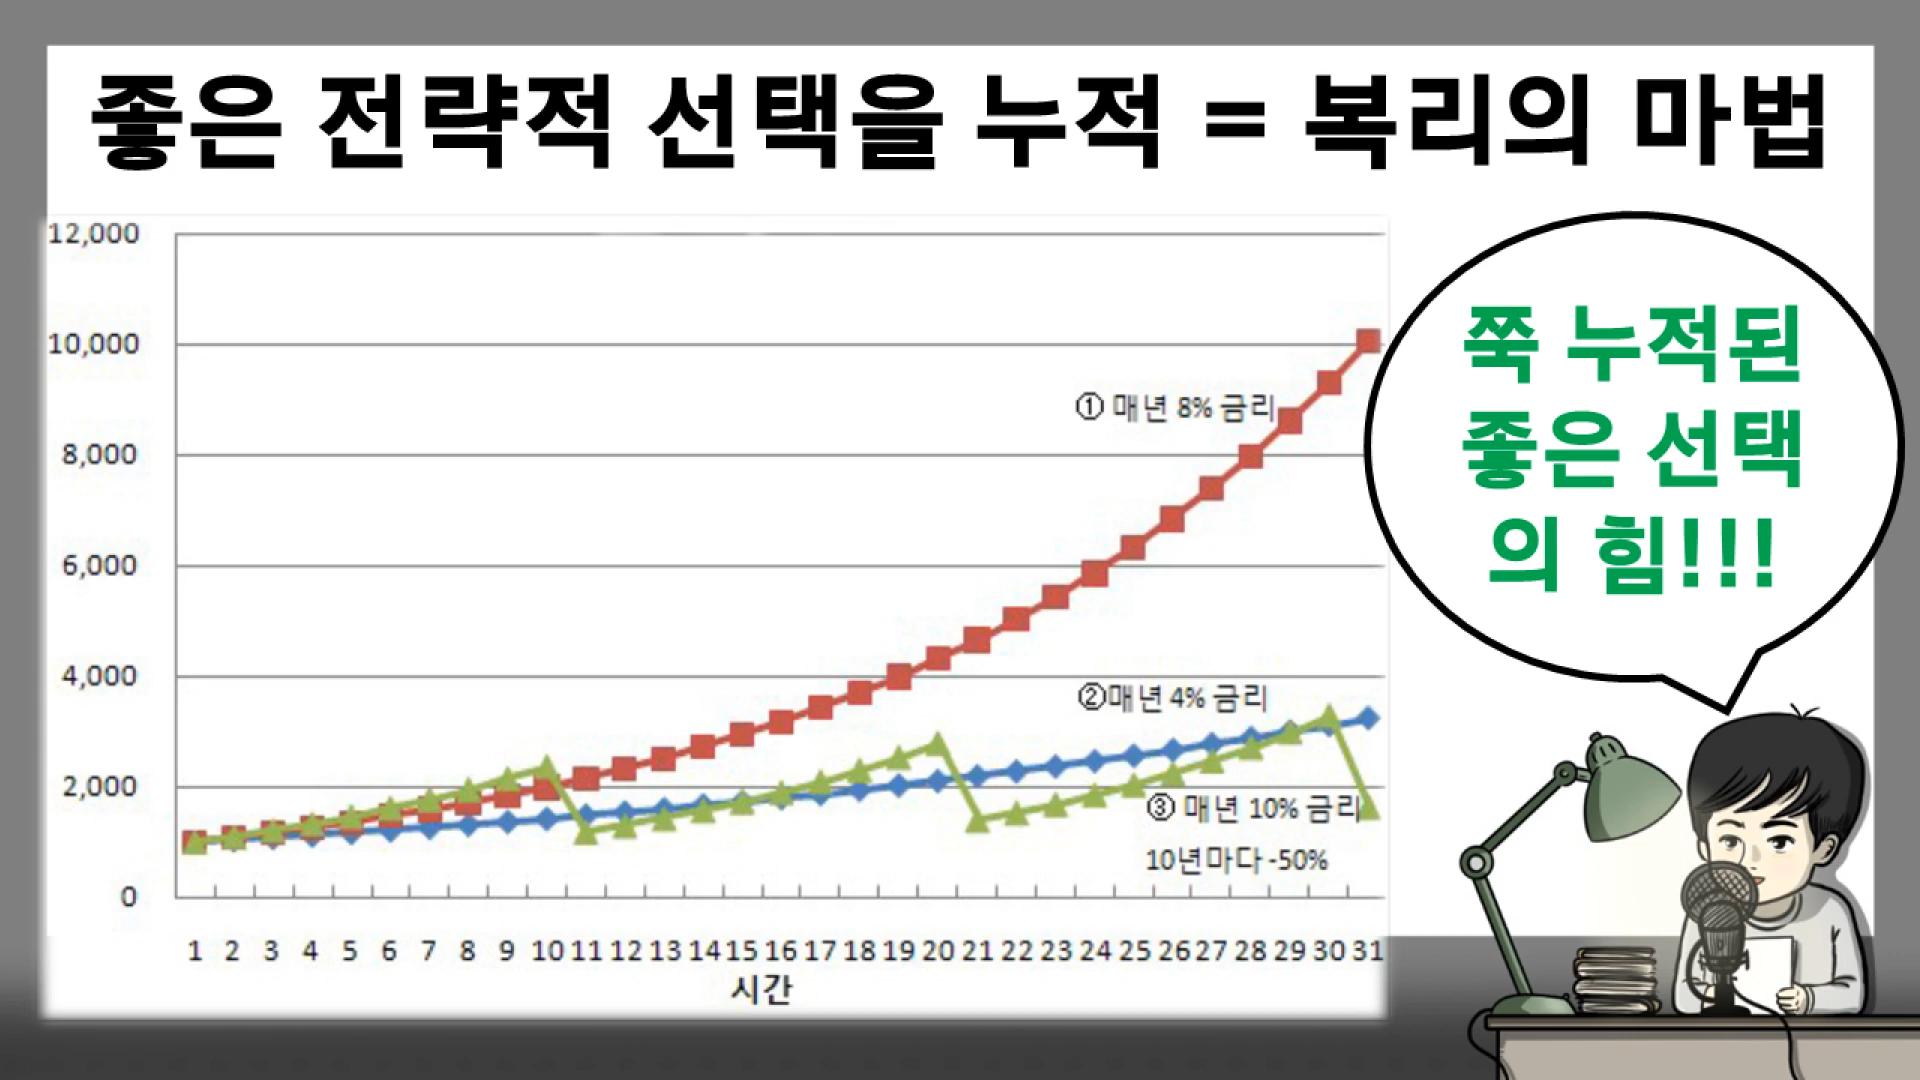 좋은 전략적 선택을 누적 = 복리의 마법
12,000
10,000
8,000
6,000
4,000
2,000
0
① 매년 8% 금리
②매년 4% 금리
③ 매년 10% 금리
10년마다 -50%
1 2 3 4 5 6 7 8 9 10 11 12 13 14 15 16 17 18 19 20 21 22 23 24 25 26 27 28 29 30 31
시간
쭉 누적된
좋은 선택
의 힘!!!